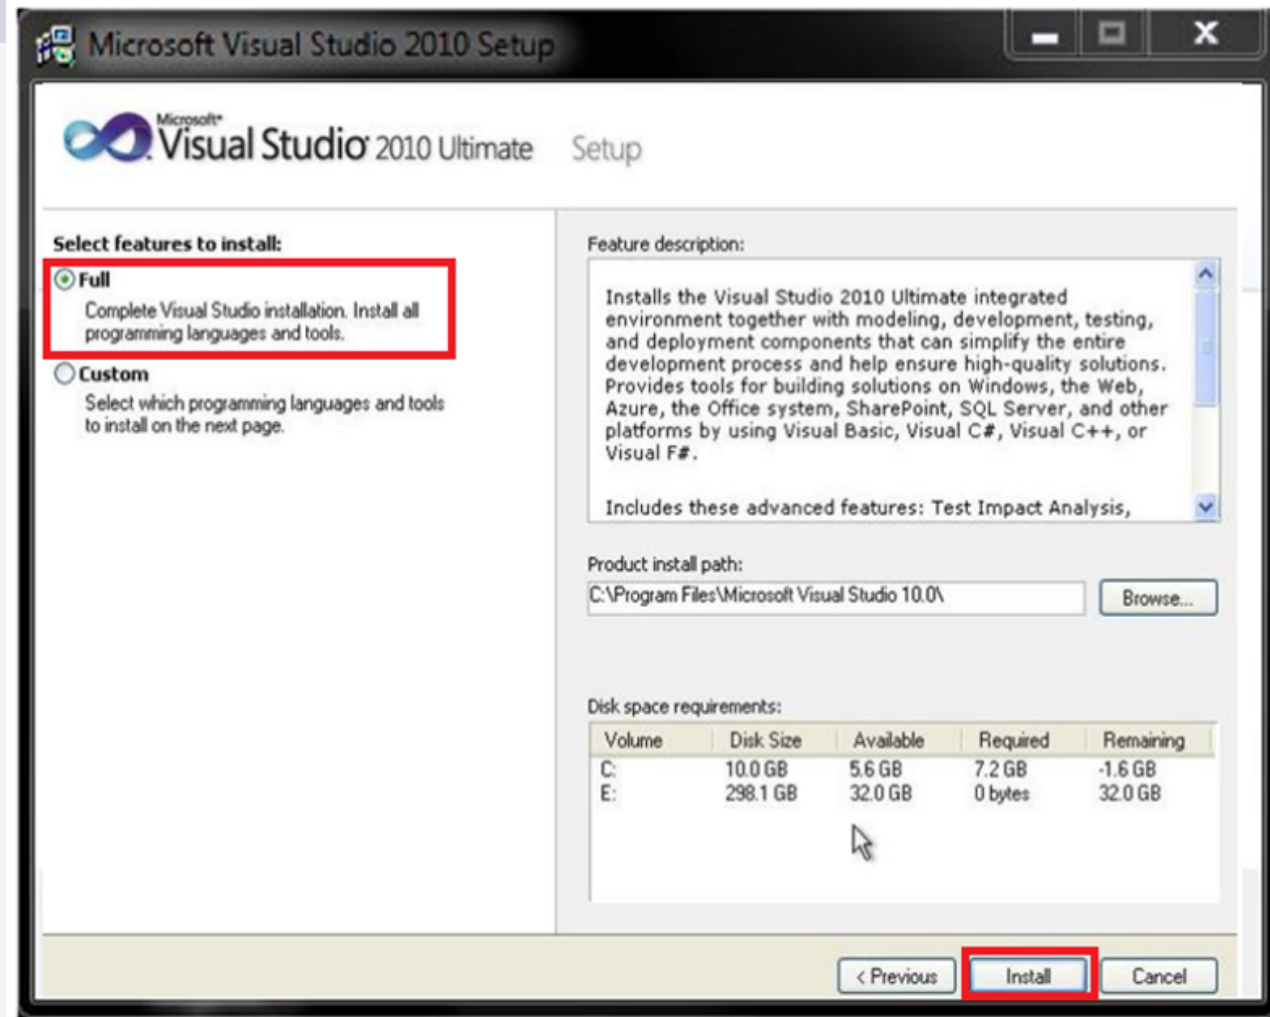 Microsoft Visual Studio 2010 Setup
Microsoft®
Visual Studio® 2010 Ultimate Setup
Select features to install:
Full
Complete Visual Studio installation. Install all
programming languages and tools.
Custom
Select which programming languages and tools
to install on the next page.
Feature description:
Installs the Visual Studio 2010 Ultimate integrated
environment together with modeling, development, testing,
and deployment components that can simplify the entire
development process and help ensure high-quality solutions.
Provides tools for building solutions on Windows, the Web,
Azure, the Office system, SharePoint, SQL Server, and other
platforms by using Visual Basic, Visual C#, Visual C++, or
Visual F#.
Includes these advanced features: Test Impact Analysis,
Product install path:
C:\Program Files\Microsoft Visual Studio 10.0\
Browse...
Disk space requirements:
Volume Disk Size Available Required Remaining
C: 10.0 GB 5.6 GB 7.2 GB -1.6 GB
E: 298.1 GB 32.0 GB 0 bytes 32.0 GB
< Previous Install Cancel